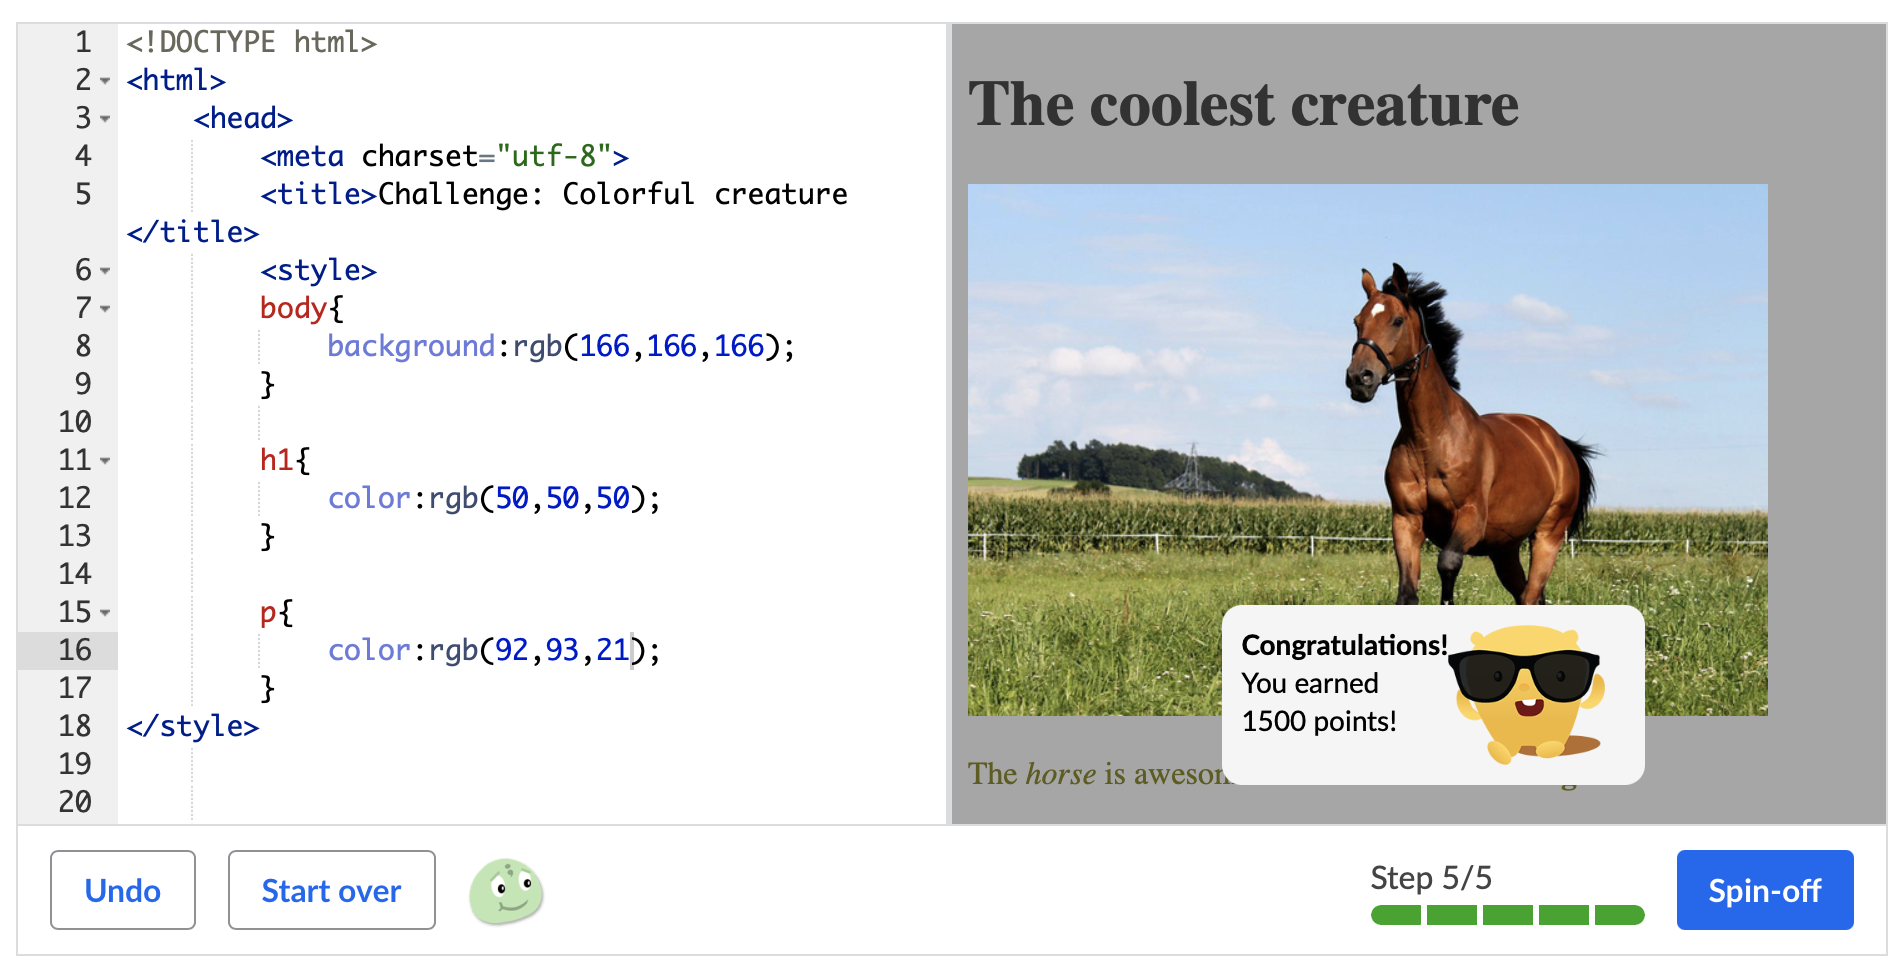 1 <!DOCTYPE html>
2 <html>
3 <head>
4 <meta charset="utf-8">
5 <title>Challenge: Colorful creature
</title>
6 <style>
7 body{
8 background:rgb(166,166,166);
9 }
10
11 h1{
12 color:rgb(50,50,50);
13 }
14
15 p{
16 color:rgb(92,93,21);
17 }
18 </style>
19
20
The coolest creature
Congratulations!
You earned
1500 points!
The horse is
Undo
Start over
Step 5/5
Spin-off